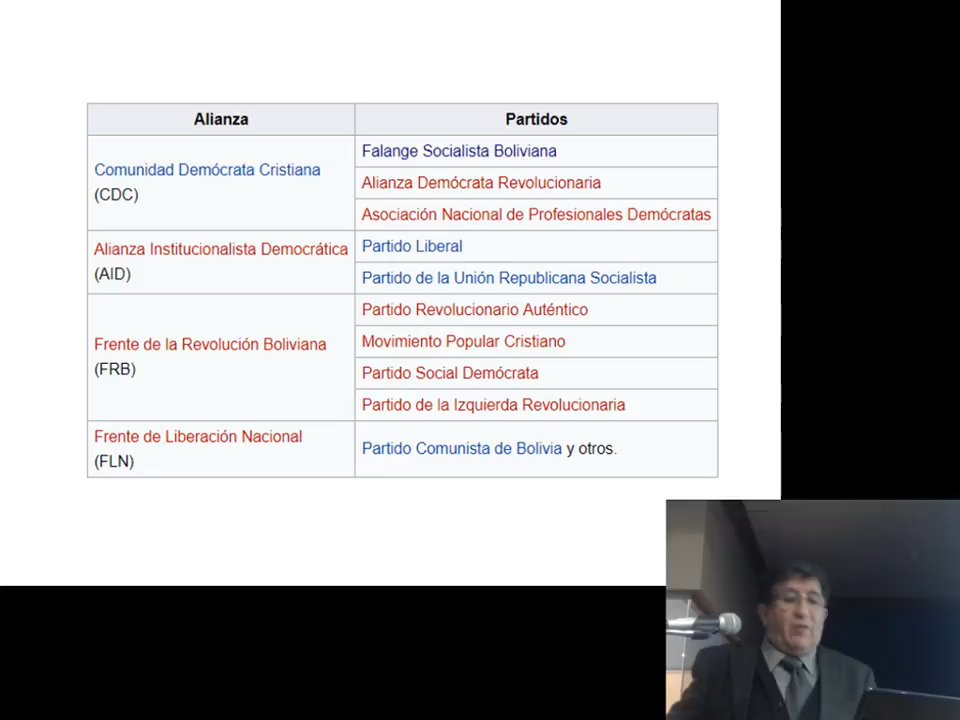 Alianza Partidos
Comunidad Demócrata Cristiana
(CDC)
Falange Socialista Boliviana
Alianza Demócrata Revolucionaria
Asociación Nacional de Profesionales Demócratas
Alianza Institucionalista Democrática
(AID)
Partido Liberal
Partido de la Unión Republicana Socialista
Frente de la Revolución Boliviana
(FRB)
Partido Revolucionario Auténtico
Movimiento Popular Cristiano
Partido Social Demócrata
Partido de la Izquierda Revolucionaria
Frente de Liberación Nacional
(FLN)
Partido Comunista de Bolivia y otros.